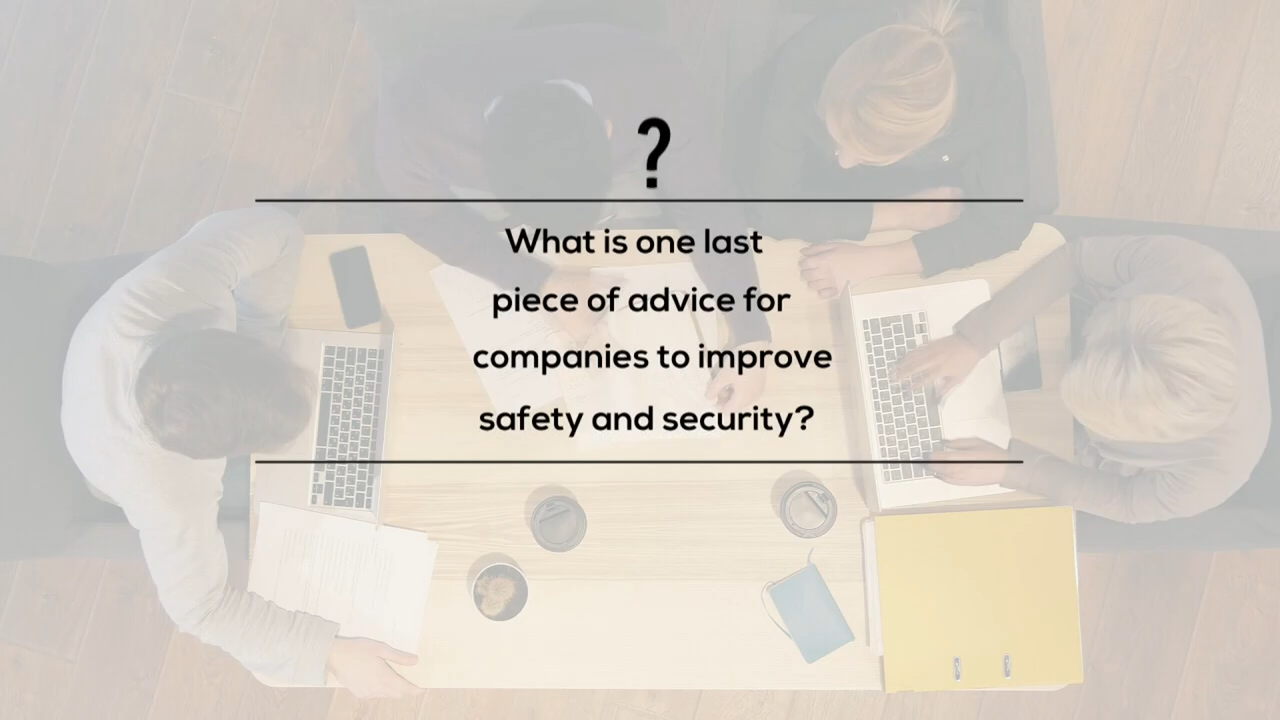 ?
What is one last
piece of advice for
companies to improve
safety and security?